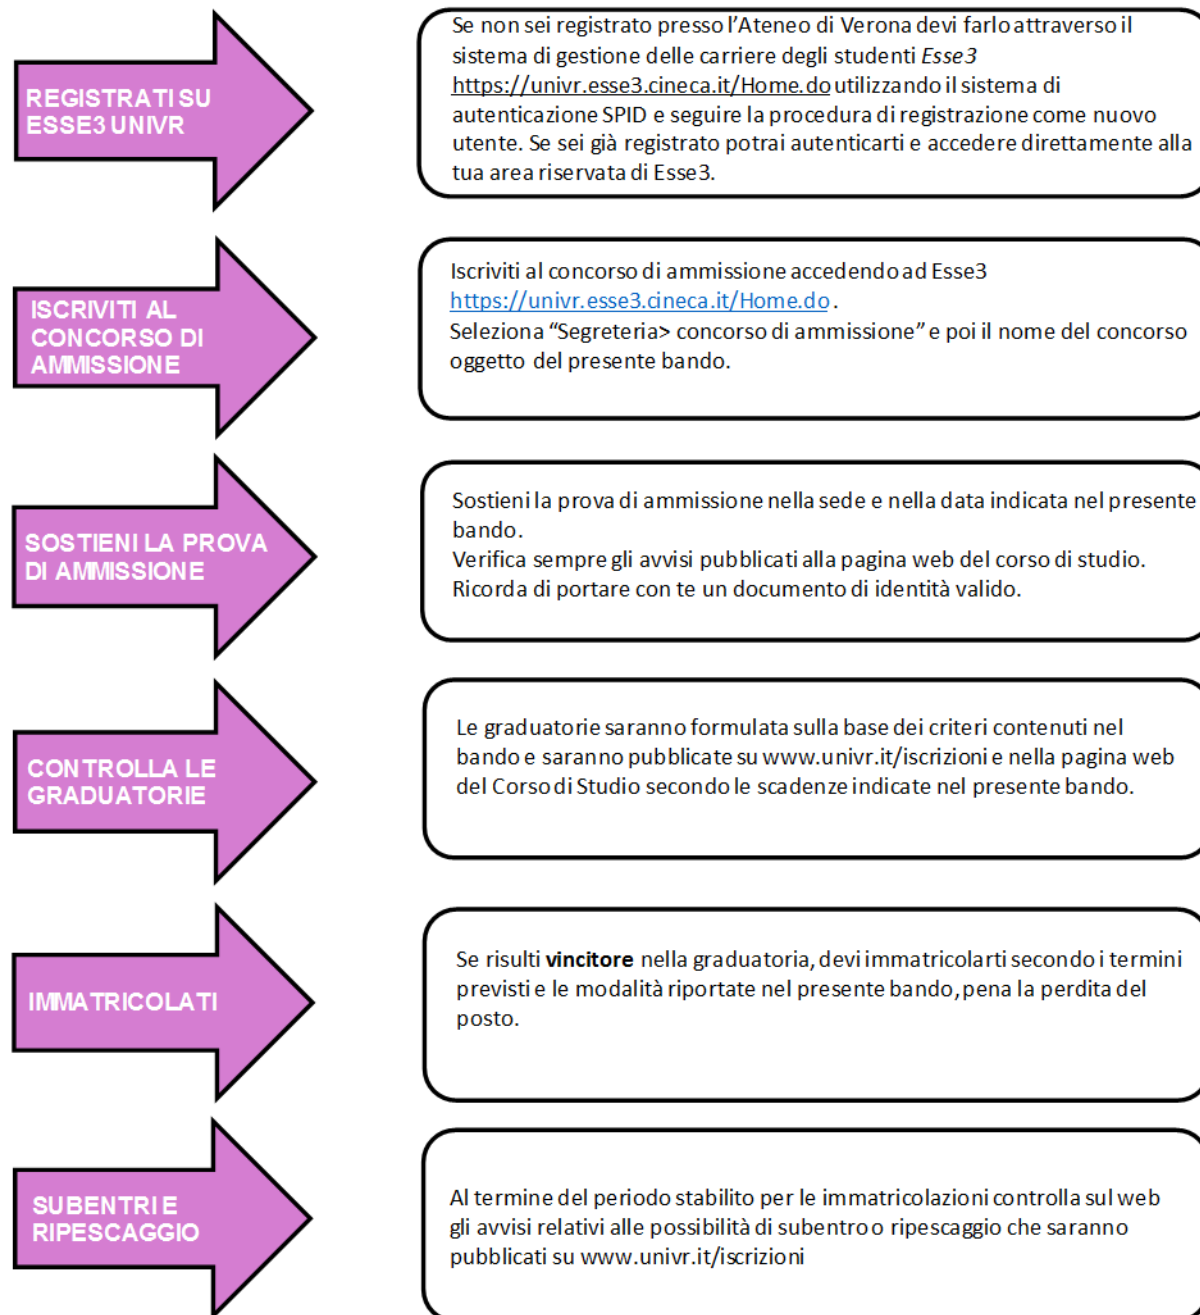 REGISTRATI SU
ESSE3 UNIVR
Se non sei registrato presso l’Ateneo di Verona devi farlo attraverso il
sistema di gestione delle carriere degli studenti Esse3
https://univr.esse3.cineca.it/Home.do utilizzando il sistema di
autenticazione SPID e seguire la procedura di registrazione come nuovo
utente. Se sei già registrato potrai autenticarti e accedere direttamente alla
tua area riservata di Esse3.
ISCRIVITI AL
CONCORSO DI
AMMISSIONE
Iscriviti al concorso di ammissione accedendo ad Esse3
https://univr.esse3.cineca.it/Home.do .
Seleziona “Segreteria> concorso di ammissione” e poi il nome del concorso
oggetto del presente bando.
SOSTIENI LA PROVA
DI AMMISSIONE
Sostieni la prova di ammissione nella sede e nella data indicata nel presente
bando.
Verifica sempre gli avvisi pubblicati alla pagina web del corso di studio.
Ricorda di portare con te un documento di identità valido.
CONTROLLA LE
GRADUATORIE
Le graduatorie saranno formulata sulla base dei criteri contenuti nel
bando e saranno pubblicate su www.univr.it/iscrizioni e nella pagina web
del Corso di Studio secondo le scadenze indicate nel presente bando.
IMMATRICOLATI
Se risulti vincitore nella graduatoria, devi immatricolarti secondo i termini
previsti e le modalità riportate nel presente bando, pena la perdita del
posto.
SUBENTRI E
RIPESCAGGIO
Al termine del periodo stabilito per le immatricolazioni controlla sul web
gli avvisi relativi alle possibilità di subentro o ripescaggio che saranno
pubblicati su www.univr.it/iscrizioni